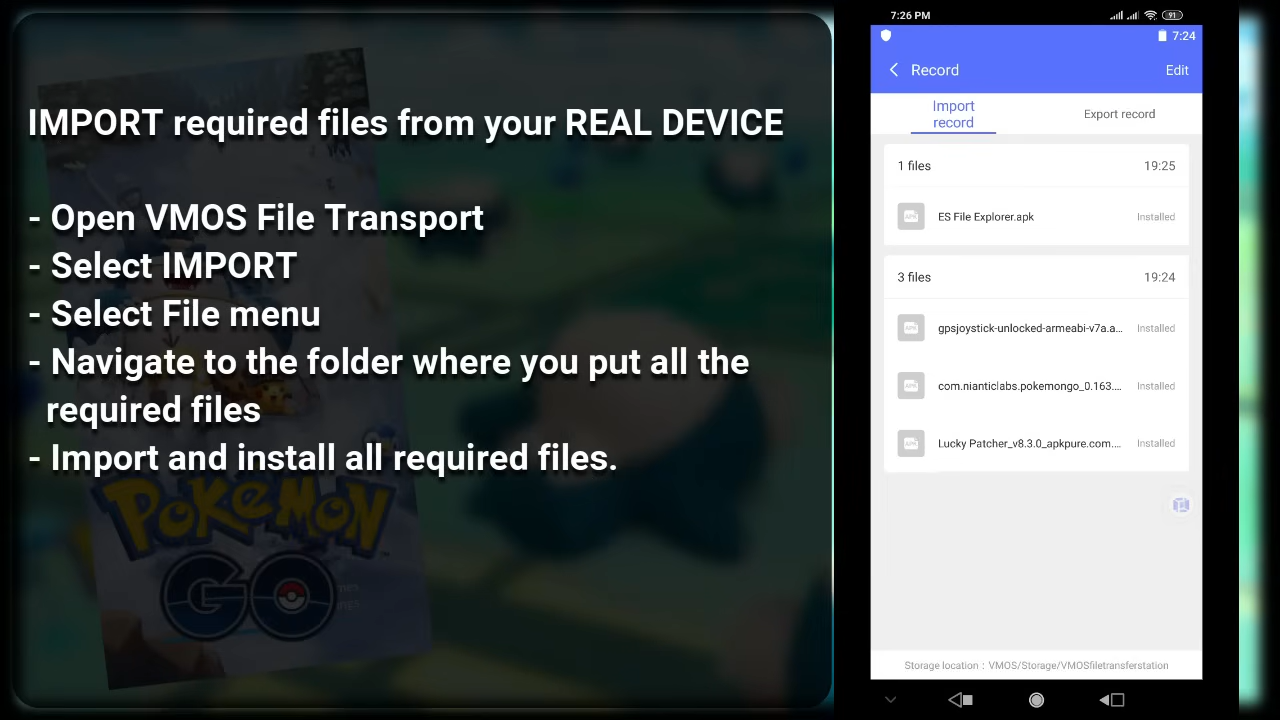 IMPORT required files from your REAL DEVICE
- Open VMOS File Transport
- Select IMPORT
- Select File menu
- Navigate to the folder where you put all the
required files
- Import and install all required files.
POKÉMON
GO
7:26 PM
91
7:24
Record
Edit
Import
record
Export record
1 files
19:25
ES File Explorer.apk
Installed
3 files
19:24
gpsjoystick-unlocked-armeabi-v7a.a...
Installed
com.nianticlabs.pokemongo_0.163....
Installed
Lucky Patcher_v8.3.0_apkpure.com....
Installed
Storage location : VMOS/Storage/VMOSfiletransferstation